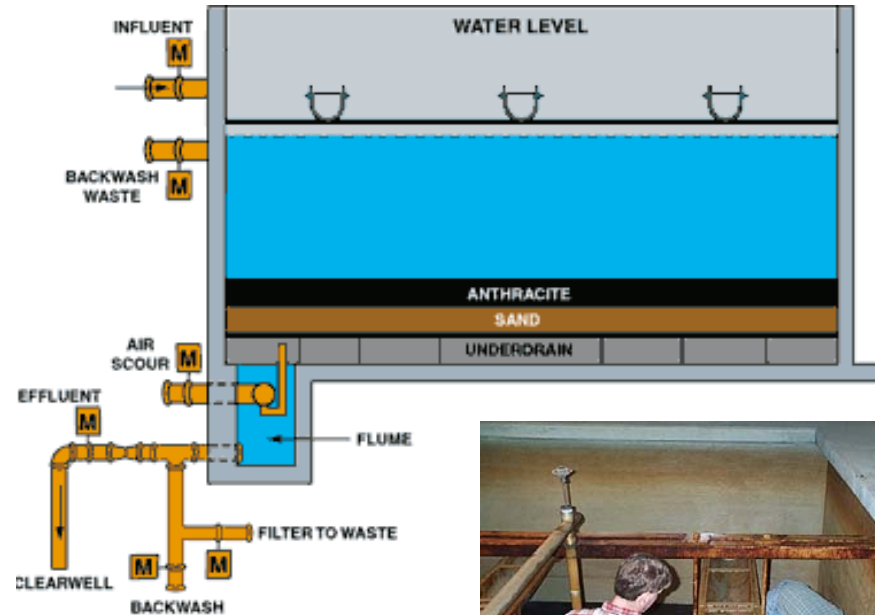 INFLUENT
M
WATER LEVEL
BACKWASH
WASTE
M
ANTHRACITE
SAND
UNDERDRAIN
AIR
SCOUR
M
EFFLUENT
M
FLUME
FILTER TO WASTE
M
M
CLEARWELL
BACKWASH